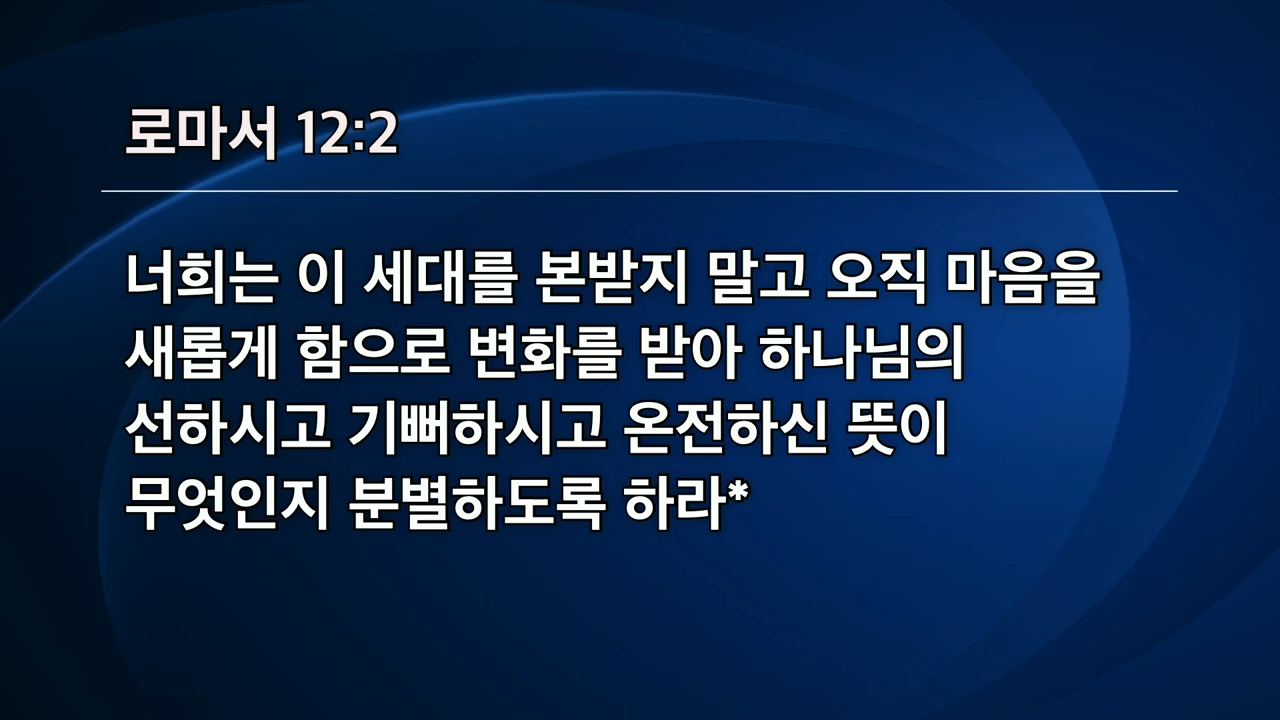 로마서 12:2
너희는 이 세대를 본받지 말고 오직 마음을
새롭게 함으로 변화를 받아 하나님의
선하시고 기뻐하시고 온전하신 뜻이
무엇인지 분별하도록 하라*